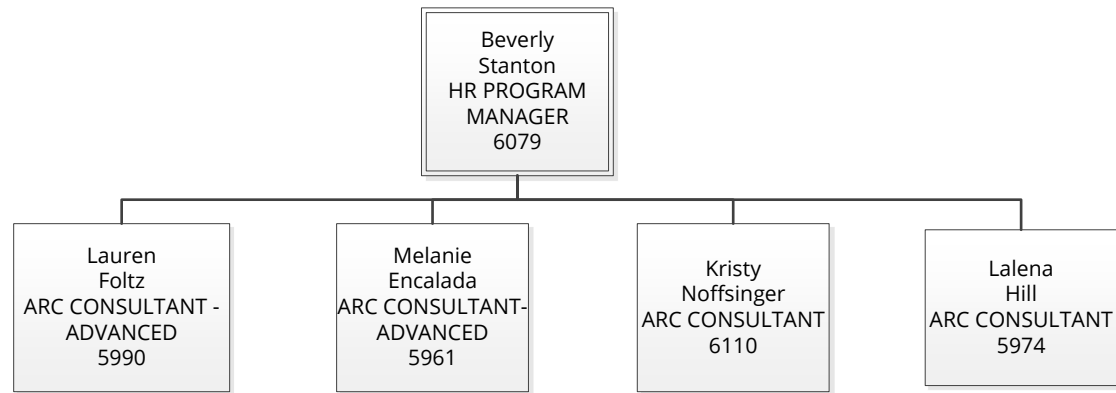 Beverly
Stanton
HR PROGRAM
MANAGER
6079
Lauren
Foltz
ARC CONSULTANT -
ADVANCED
5990
Melanie
Encalada
ARC CONSULTANT-
ADVANCED
5961
Kristy
Noffsinger
ARC CONSULTANT
6110
Lalena
Hill
ARC CONSULTANT
5974